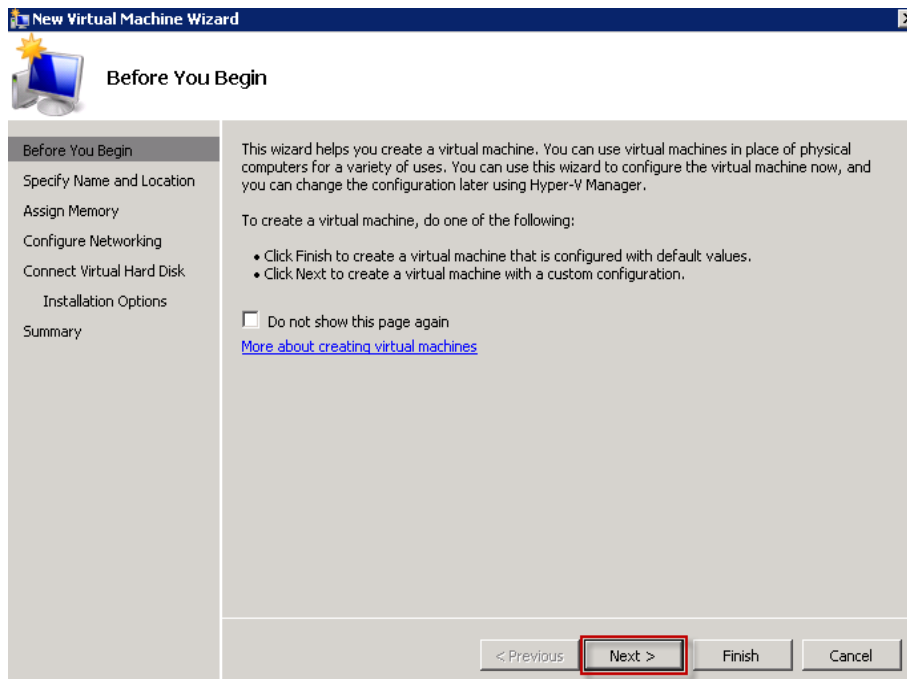 New Virtual Machine Wizard
Before You Begin
Before You Begin
Specify Name and Location
Assign Memory
Configure Networking
Connect Virtual Hard Disk
Installation Options
Summary
This wizard helps you create a virtual machine. You can use virtual machines in place of physical
computers for a variety of uses. You can use this wizard to configure the virtual machine now, and
you can change the configuration later using Hyper-V Manager.
To create a virtual machine, do one of the following:
• Click Finish to create a virtual machine that is configured with default values.
• Click Next to create a virtual machine with a custom configuration.
Do not show this page again
More about creating virtual machines
< Previous Next > Finish Cancel